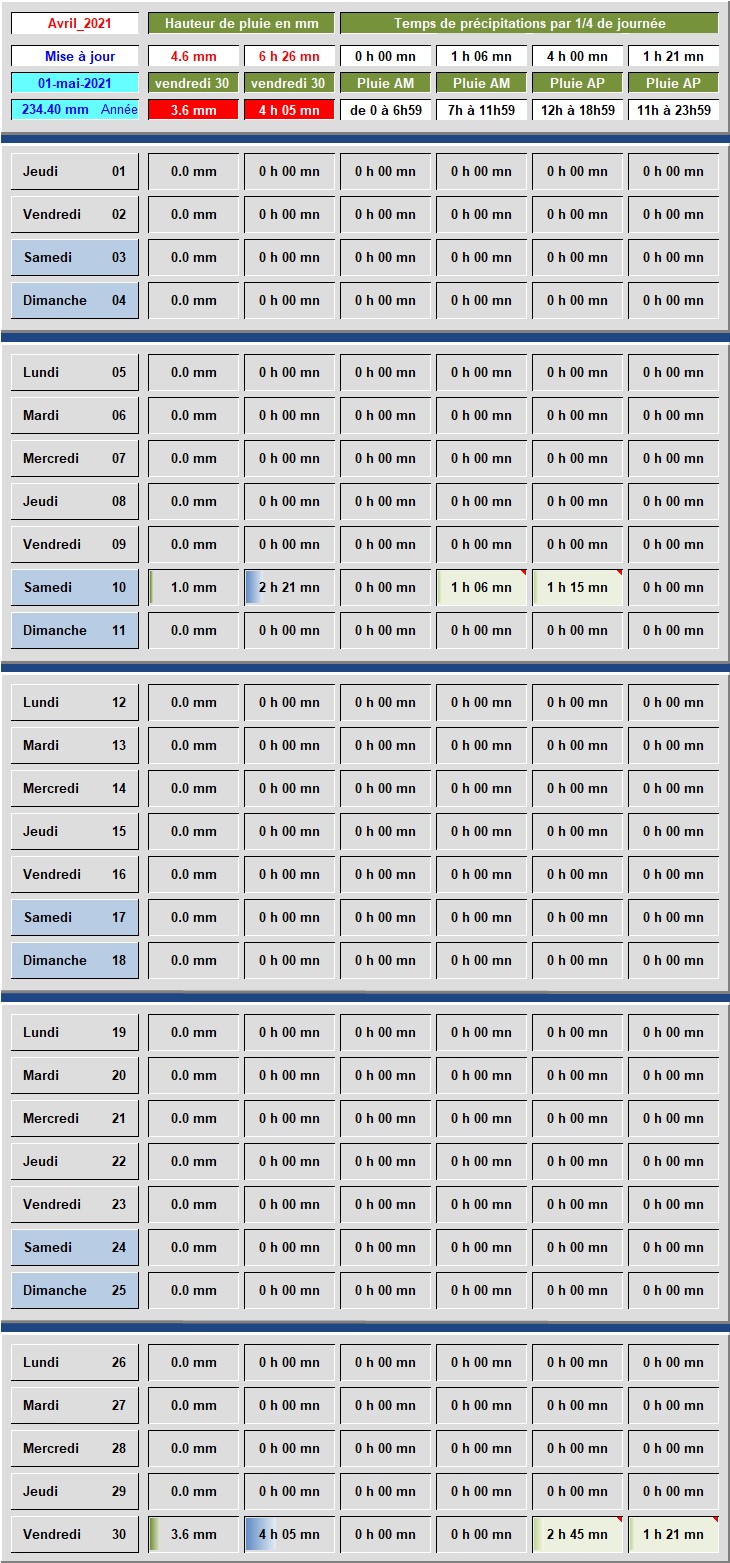 Avril_2021 Hauteur de pluie en mm Temps de précipitations par 1/4 de journée
Mise à jour 4.6 mm 6 h 26 mn 0 h 00 mn 1 h 06 mn 4 h 00 mn 1 h 21 mn
01-mai-2021 vendredi 30 vendredi 30 Pluie AM Pluie AM Pluie AP Pluie AP
234.40 mm Année 3.6 mm 4 h 05 mn de 0 à 6h59 7h à 11h59 12h à 18h59 11h à 23h59
Jeudi 01 0.0 mm 0 h 00 mn 0 h 00 mn 0 h 00 mn 0 h 00 mn 0 h 00 mn
Vendredi 02 0.0 mm 0 h 00 mn 0 h 00 mn 0 h 00 mn 0 h 00 mn 0 h 00 mn
Samedi 03 0.0 mm 0 h 00 mn 0 h 00 mn 0 h 00 mn 0 h 00 mn 0 h 00 mn
Dimanche 04 0.0 mm 0 h 00 mn 0 h 00 mn 0 h 00 mn 0 h 00 mn 0 h 00 mn
Lundi 05 0.0 mm 0 h 00 mn 0 h 00 mn 0 h 00 mn 0 h 00 mn 0 h 00 mn
Mardi 06 0.0 mm 0 h 00 mn 0 h 00 mn 0 h 00 mn 0 h 00 mn 0 h 00 mn
Mercredi 07 0.0 mm 0 h 00 mn 0 h 00 mn 0 h 00 mn 0 h 00 mn 0 h 00 mn
Jeudi 08 0.0 mm 0 h 00 mn 0 h 00 mn 0 h 00 mn 0 h 00 mn 0 h 00 mn
Vendredi 09 0.0 mm 0 h 00 mn 0 h 00 mn 0 h 00 mn 0 h 00 mn 0 h 00 mn
Samedi 10 1.0 mm 2 h 21 mn 0 h 00 mn 1 h 06 mn 1 h 15 mn 0 h 00 mn
Dimanche 11 0.0 mm 0 h 00 mn 0 h 00 mn 0 h 00 mn 0 h 00 mn 0 h 00 mn
Lundi 12 0.0 mm 0 h 00 mn 0 h 00 mn 0 h 00 mn 0 h 00 mn 0 h 00 mn
Mardi 13 0.0 mm 0 h 00 mn 0 h 00 mn 0 h 00 mn 0 h 00 mn 0 h 00 mn
Mercredi 14 0.0 mm 0 h 00 mn 0 h 00 mn 0 h 00 mn 0 h 00 mn 0 h 00 mn
Jeudi 15 0.0 mm 0 h 00 mn 0 h 00 mn 0 h 00 mn 0 h 00 mn 0 h 00 mn
Vendredi 16 0.0 mm 0 h 00 mn 0 h 00 mn 0 h 00 mn 0 h 00 mn 0 h 00 mn
Samedi 17 0.0 mm 0 h 00 mn 0 h 00 mn 0 h 00 mn 0 h 00 mn 0 h 00 mn
Dimanche 18 0.0 mm 0 h 00 mn 0 h 00 mn 0 h 00 mn 0 h 00 mn 0 h 00 mn
Lundi 19 0.0 mm 0 h 00 mn 0 h 00 mn 0 h 00 mn 0 h 00 mn 0 h 00 mn
Mardi 20 0.0 mm 0 h 00 mn 0 h 00 mn 0 h 00 mn 0 h 00 mn 0 h 00 mn
Mercredi 21 0.0 mm 0 h 00 mn 0 h 00 mn 0 h 00 mn 0 h 00 mn 0 h 00 mn
Jeudi 22 0.0 mm 0 h 00 mn 0 h 00 mn 0 h 00 mn 0 h 00 mn 0 h 00 mn
Vendredi 23 0.0 mm 0 h 00 mn 0 h 00 mn 0 h 00 mn 0 h 00 mn 0 h 00 mn
Samedi 24 0.0 mm 0 h 00 mn 0 h 00 mn 0 h 00 mn 0 h 00 mn 0 h 00 mn
Dimanche 25 0.0 mm 0 h 00 mn 0 h 00 mn 0 h 00 mn 0 h 00 mn 0 h 00 mn
Lundi 26 0.0 mm 0 h 00 mn 0 h 00 mn 0 h 00 mn 0 h 00 mn 0 h 00 mn
Mardi 27 0.0 mm 0 h 00 mn 0 h 00 mn 0 h 00 mn 0 h 00 mn 0 h 00 mn
Mercredi 28 0.0 mm 0 h 00 mn 0 h 00 mn 0 h 00 mn 0 h 00 mn 0 h 00 mn
Jeudi 29 0.0 mm 0 h 00 mn 0 h 00 mn 0 h 00 mn 0 h 00 mn 0 h 00 mn
Vendredi 30 3.6 mm 4 h 05 mn 0 h 00 mn 0 h 00 mn 2 h 45 mn 1 h 21 mn